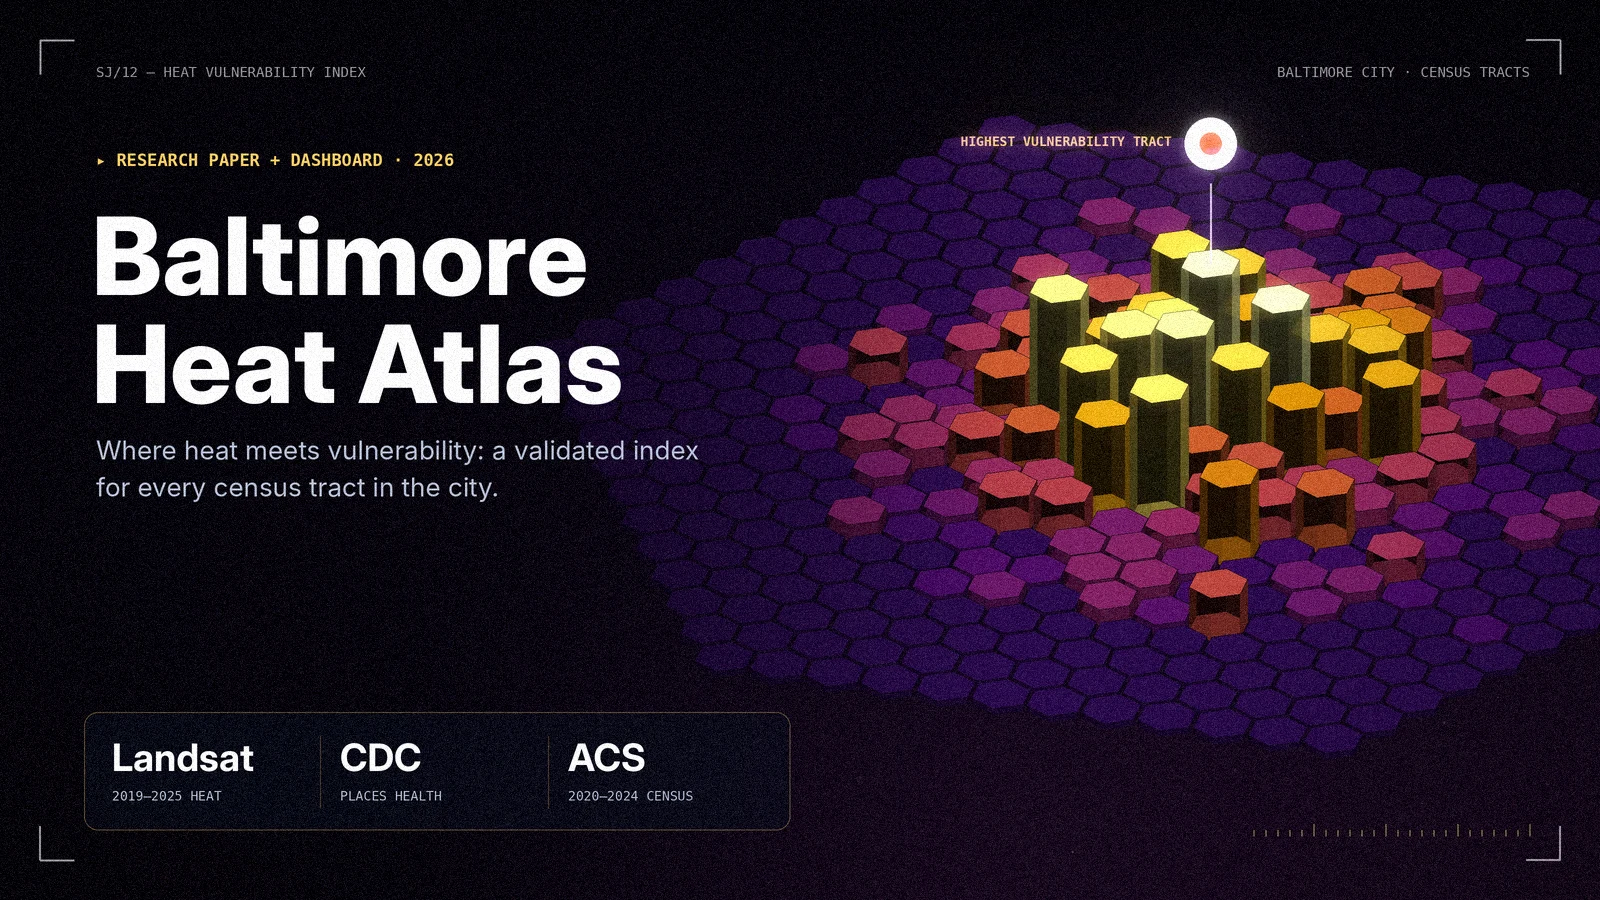 SJ/12 — HEAT VULNERABILITY INDEX
BALTIMORE CITY · CENSUS TRACTS
▸ RESEARCH PAPER + DASHBOARD · 2026
HIGHEST VULNERABILITY TRACT
Baltimore
Heat Atlas
Where heat meets vulnerability: a validated index
for every census tract in the city.
Landsat
2019–2025 HEAT
CDC
PLACES HEALTH
ACS
2020–2024 CENSUS